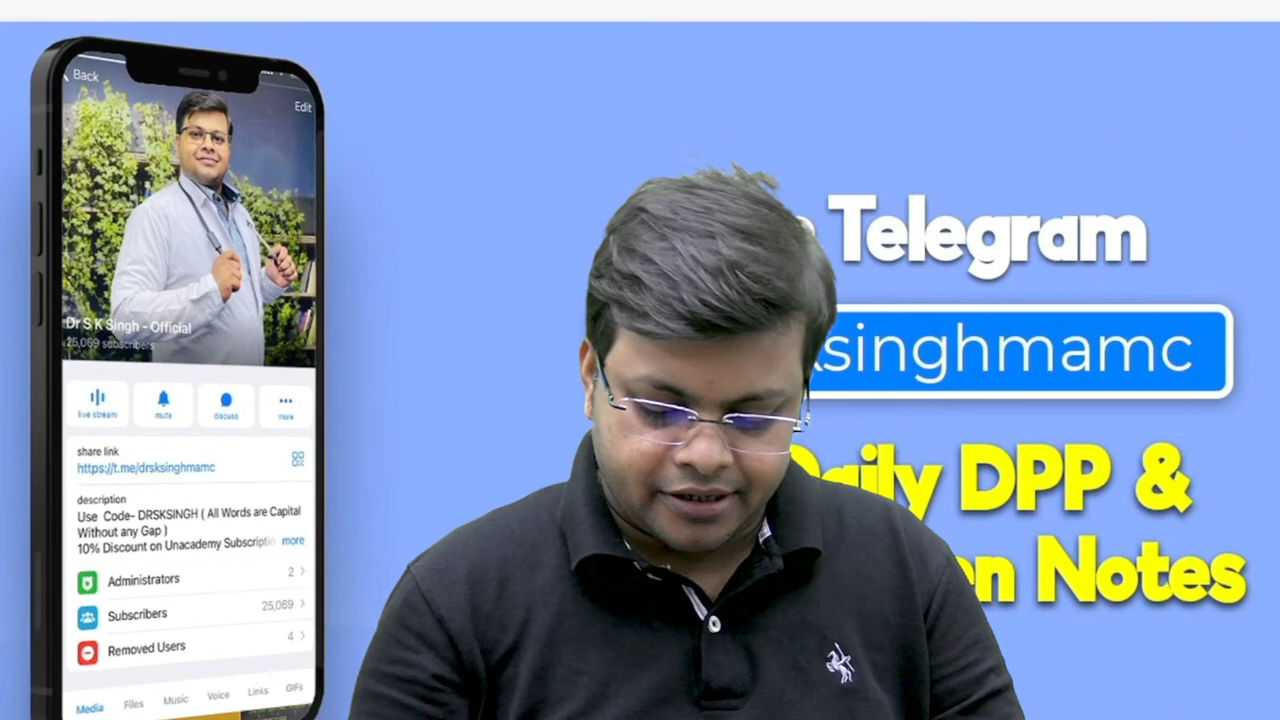 Back
Edit
Dr S K Singh - Official
25,069 subscribers
live stream
mute
discuss
more
share link
https://t.me/drsksinghmamc
description
Use Code- DRSKSINGH ( All Words are Capital
Without any Gap )
10% Discount on Unacademy Subscriptio
more
Administrators 2
Subscribers 25,069
Removed Users 4
Media Files Music Voice Links GIFs
Telegram
ksinghmamc
Daily DPP &
en Notes